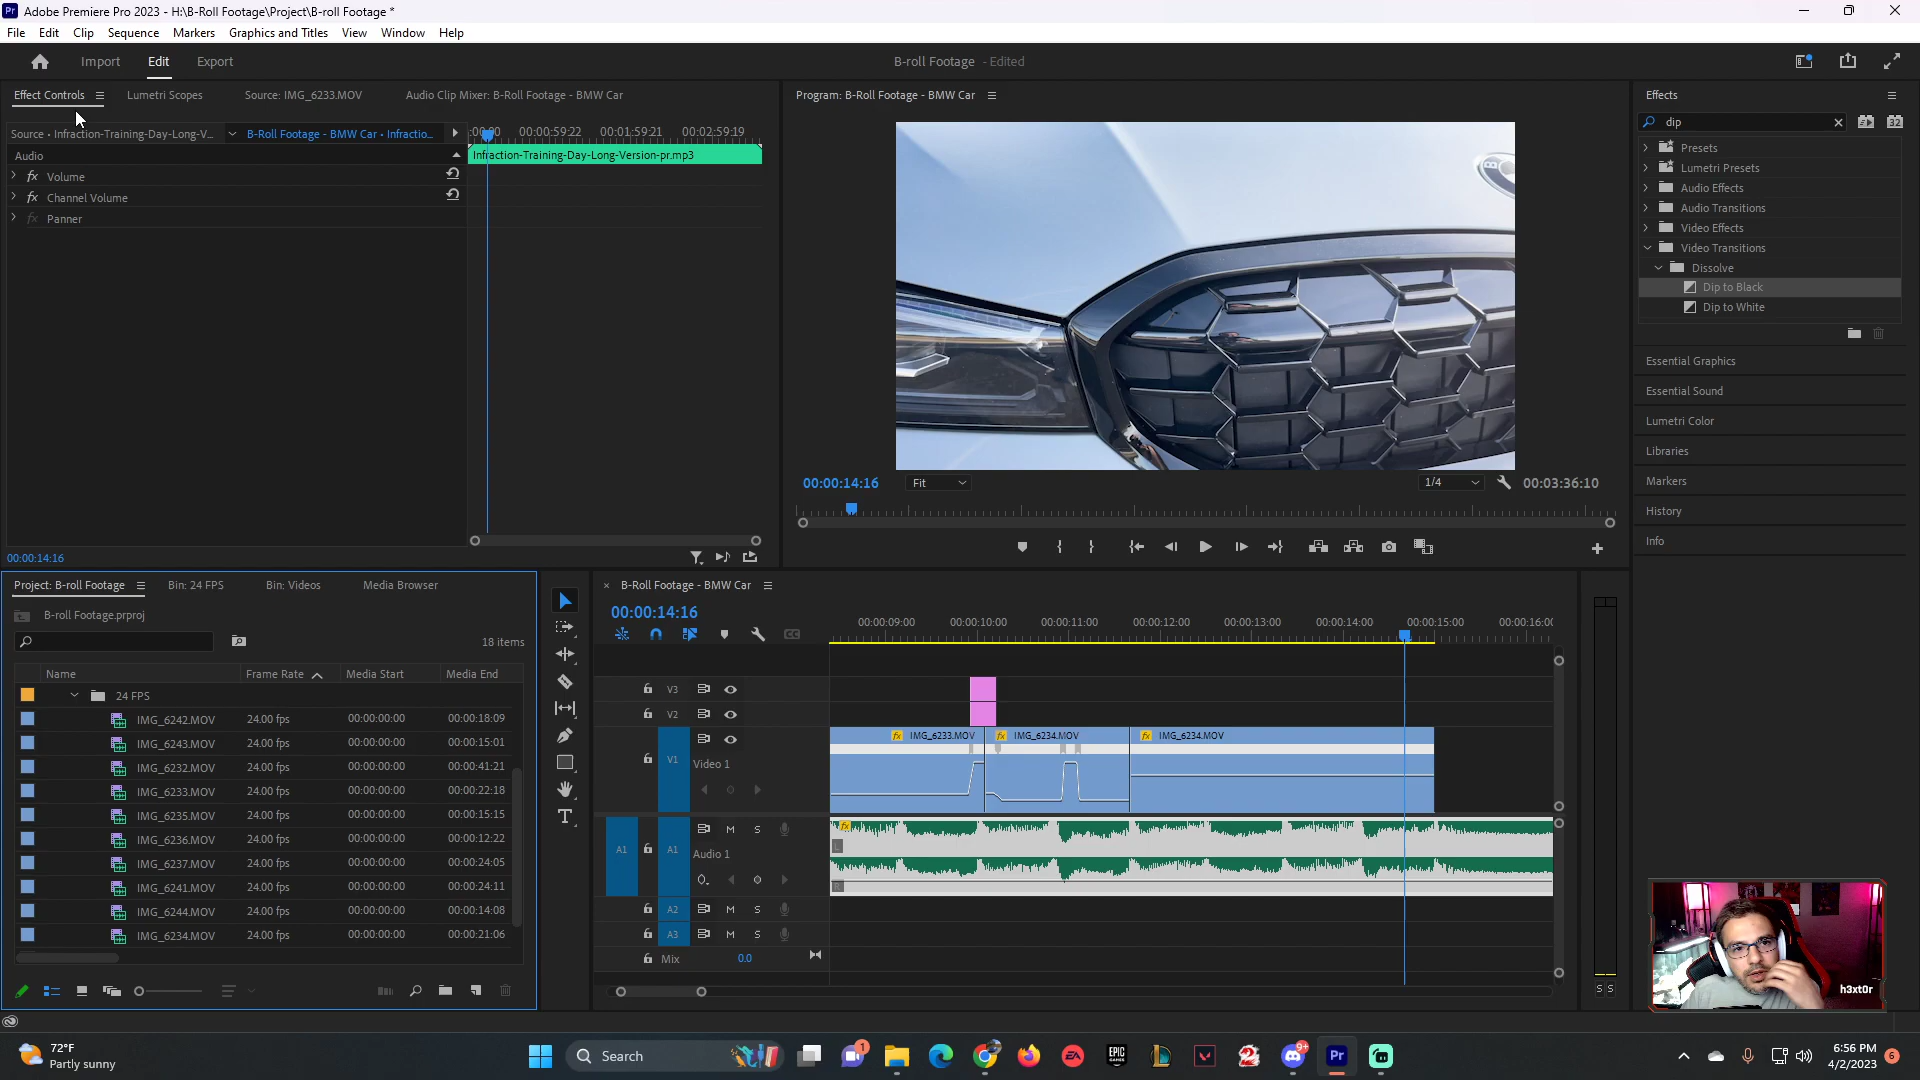 Adobe Premiere Pro 2023 - H:\B-Roll Footage\Project\B-roll Footage *
File Edit Clip Sequence Markers Graphics and Titles View Window Help
Import Edit Export
B-roll Footage - Edited
Effect Controls Lumetri Scopes Source: IMG_6233.MOV Audio Clip Mixer: B-Roll Footage - BMW Car
Source • Infraction-Training-Day-Long-V... B-Roll Footage - BMW Car • Infractio...
:00:00 00:00:59:22 00:01:59:21 00:02:59:19
Audio
Infraction-Training-Day-Long-Version-pr.mp3
fx Volume
fx Channel Volume
fx Panner
00:00:14:16
Program: B-Roll Footage - BMW Car
00:00:14:16 Fit 1/4 00:03:36:10
Effects
dip
32
Presets
Lumetri Presets
Audio Effects
Audio Transitions
Video Effects
Video Transitions
Dissolve
Dip to Black
Dip to White
Essential Graphics
Essential Sound
Lumetri Color
Libraries
Markers
History
Info
Project: B-roll Footage Bin: 24 FPS Bin: Videos Media Browser
B-roll Footage.prproj
18 items
Name Frame Rate Media Start Media End
24 FPS
IMG_6242.MOV 24.00 fps 00:00:00:00 00:00:18:09
IMG_6243.MOV 24.00 fps 00:00:00:00 00:00:15:01
IMG_6232.MOV 24.00 fps 00:00:00:00 00:00:41:21
IMG_6233.MOV 24.00 fps 00:00:00:00 00:00:22:18
IMG_6235.MOV 24.00 fps 00:00:00:00 00:00:15:15
IMG_6236.MOV 24.00 fps 00:00:00:00 00:00:12:22
IMG_6237.MOV 24.00 fps 00:00:00:00 00:00:24:05
IMG_6241.MOV 24.00 fps 00:00:00:00 00:00:24:11
IMG_6244.MOV 24.00 fps 00:00:00:00 00:00:14:08
IMG_6234.MOV 24.00 fps 00:00:00:00 00:00:21:06
B-Roll Footage - BMW Car
00:00:14:16
00:00:09:00 00:00:10:00 00:00:11:00 00:00:12:00 00:00:13:00 00:00:14:00 00:00:15:00 00:00:16:00
V3
V2
V1 Video 1
fx IMG_6233.MOV fx IMG_6234.MOV fx IMG_6234.MOV
A1 A1 M S
Audio 1
fx
L
R
A2 M S
A3 M S
Mix 0.0
S S
h3xt0r
72°F
Partly sunny
Search
1
EA
EPIC GAMES
9+
Pr
6:56 PM
4/2/2023
6